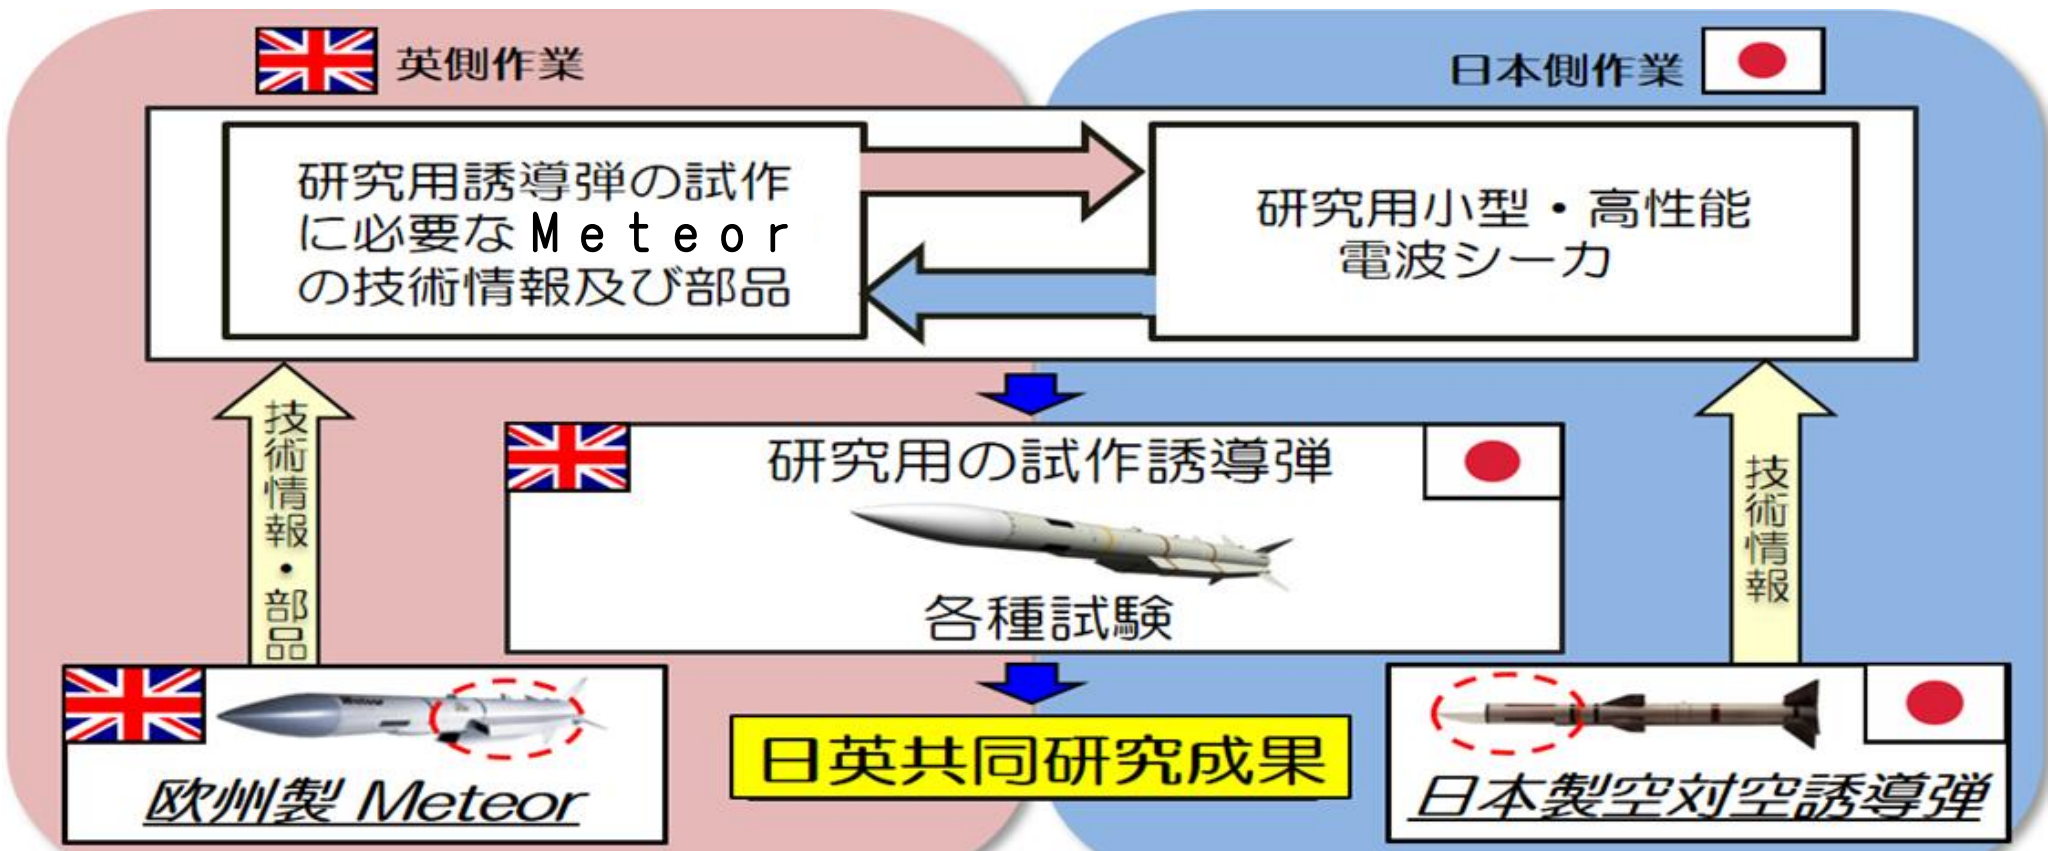 英側作業
日本側作業
研究用誘導弾の試作
に必要なMeteor
の技術情報及び部品
研究用小型・高性能
電波シーカ
技術情報・部品
研究用の試作誘導弾
各種試験
技術情報
Meteor
欧州製 Meteor
日英共同研究成果
日本製空対空誘導弾